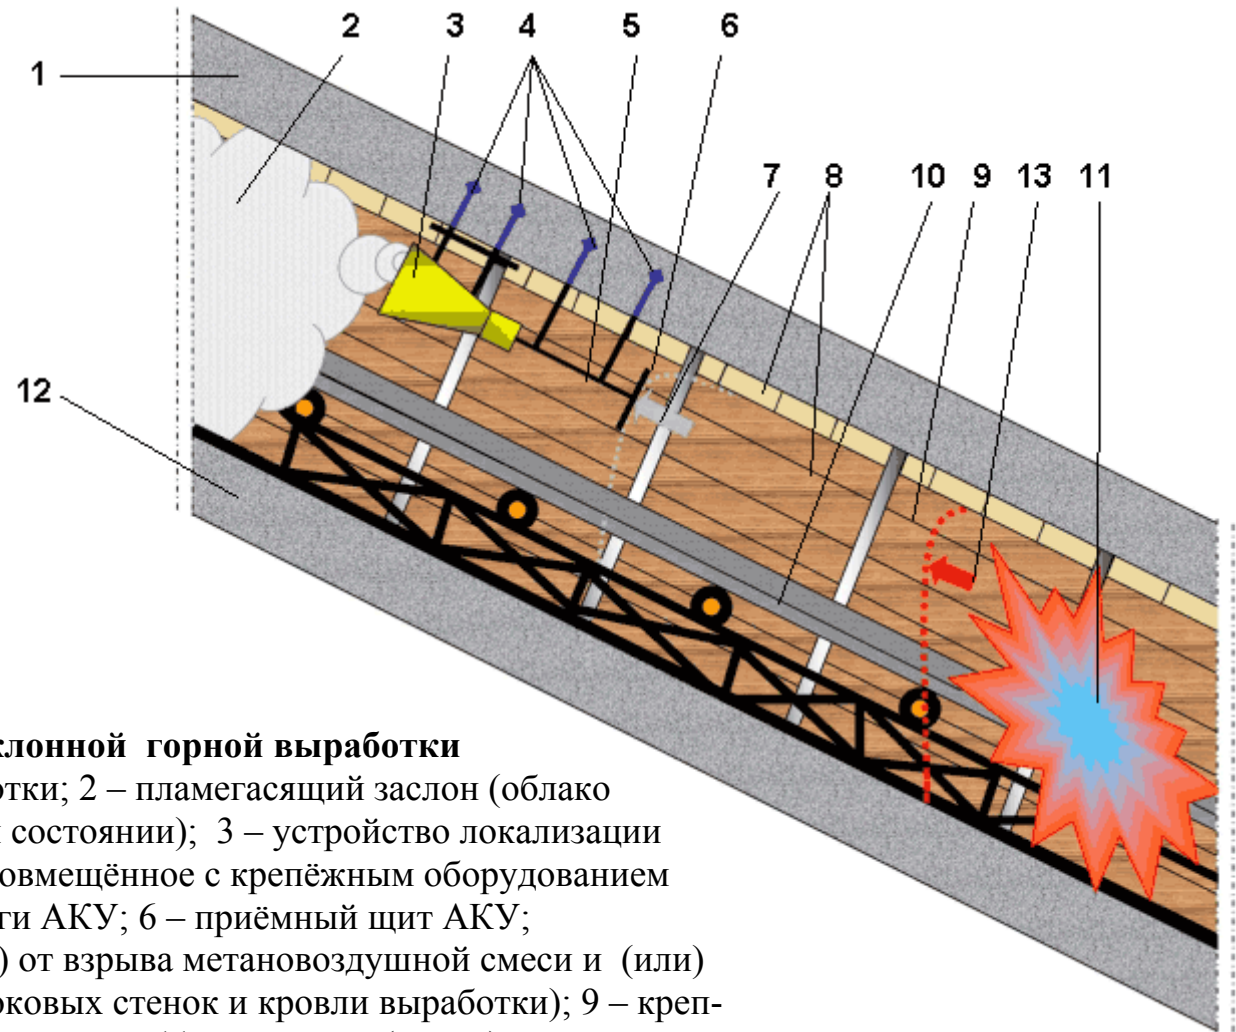 2 3 4 5 6
1
7 8 10 9 13 11
12
клонной горной выработки
отки; 2 – пламегасящий заслон (облако
состоянии); 3 – устройство локализации
овмещённое с крепёжным оборудованием
ги АКУ; 6 – приёмный щит АКУ;
) от взрыва метановоздушной смеси и (или)
оковых стенок и кровли выработки); 9 – креп-